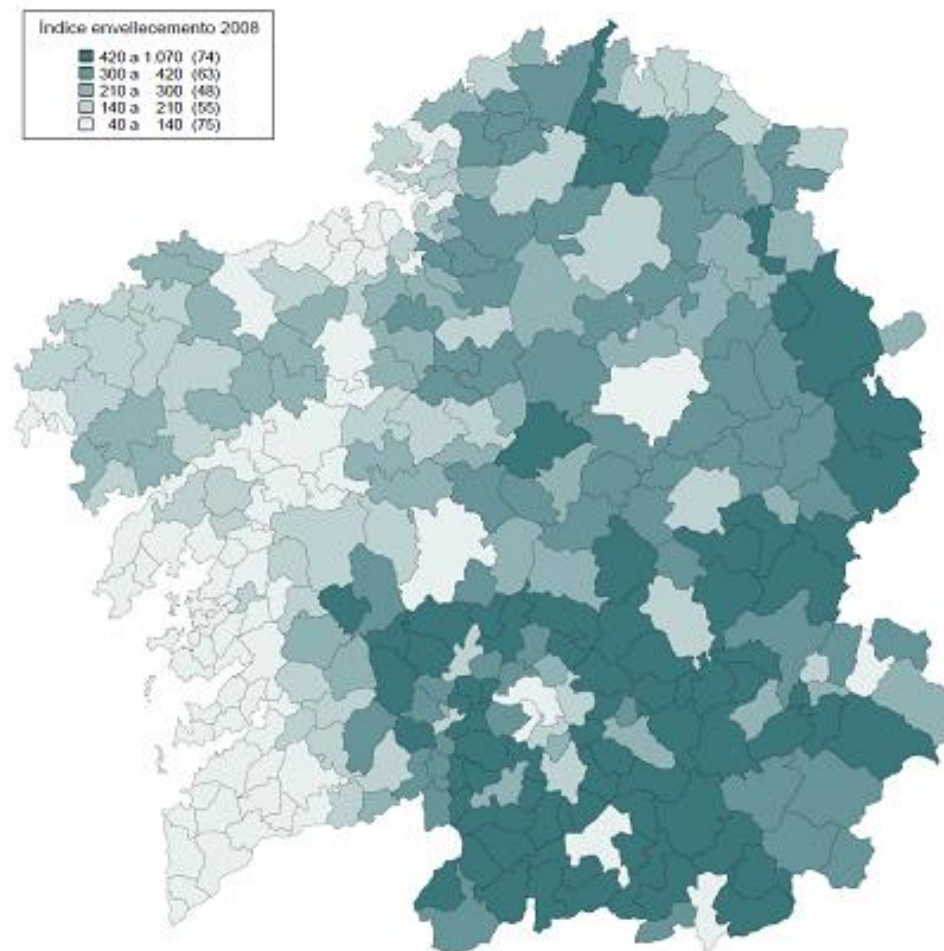 Índice envellecemento 2008
420 a 1.070 (74)
300 a 420 (63)
210 a 300 (48)
140 a 210 (55)
40 a 140 (75)